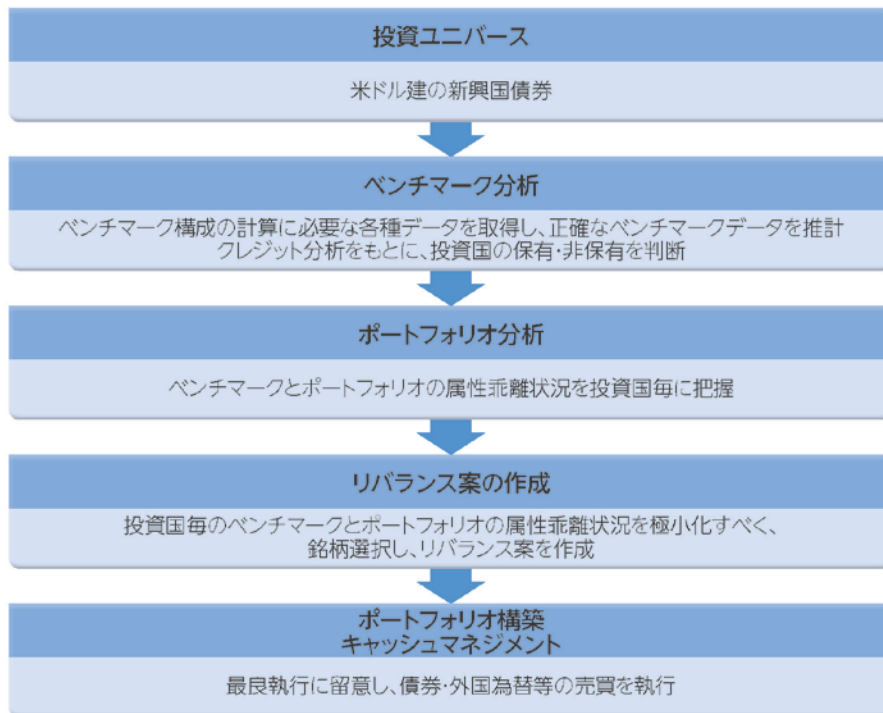 投資ユニバース
米ドル建の新興国債券
ベンチマーク分析
ベンチマーク構成の計算に必要な各種データを取得し、正確なベンチマークデータを推計
クレジット分析をもとに、投資国の保有・非保有を判断
ポートフォリオ分析
ベンチマークとポートフォリオの属性乖離状況を投資国毎に把握
リバランス案の作成
投資国毎のベンチマークとポートフォリオの属性乖離状況を極小化すべく、
銘柄選択し、リバランス案を作成
ポートフォリオ構築
キャッシュマネジメント
最良執行に留意し、債券・外国為替等の売買を執行